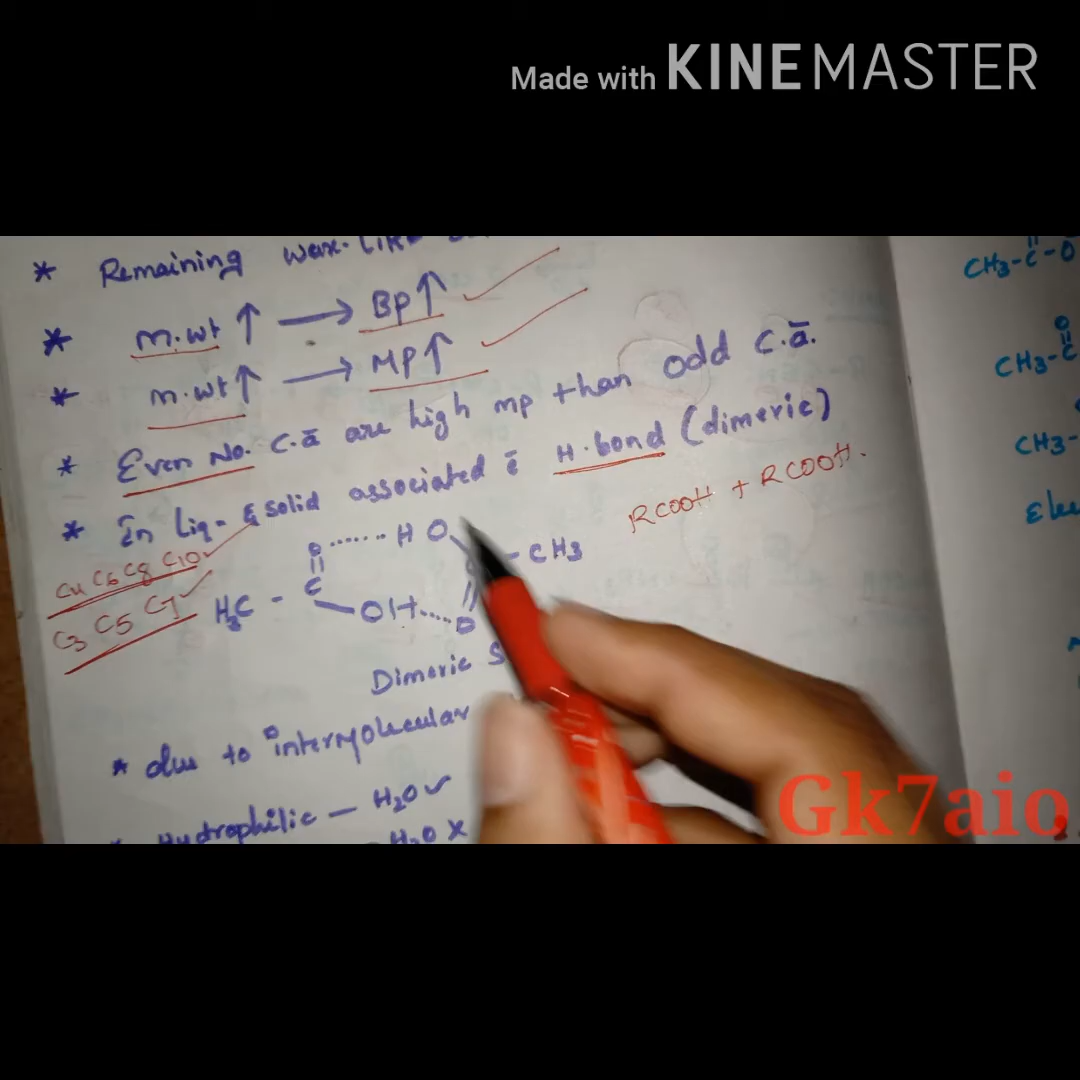 Made with KINEMASTER
* Remaining wax-like
* M.wt ↑ → BP ↑
* M.wt ↑ → MP ↑
* Even No. C.ā are high mp than odd C.ā.
* In Liq- & solid associated ē H-bond (dimeric)
RCOOH + RCOOH.
C4 C6 C8 C10
C3 C5 C7
O ...... H O
H3C - C
CH3
OH .... O
Dimeric S
* due to intermolecular
* Hydrophilic – H2O ✓
H2O X
CH3-C-O
O
CH3-C
CH3-
Ele
Gk7aio